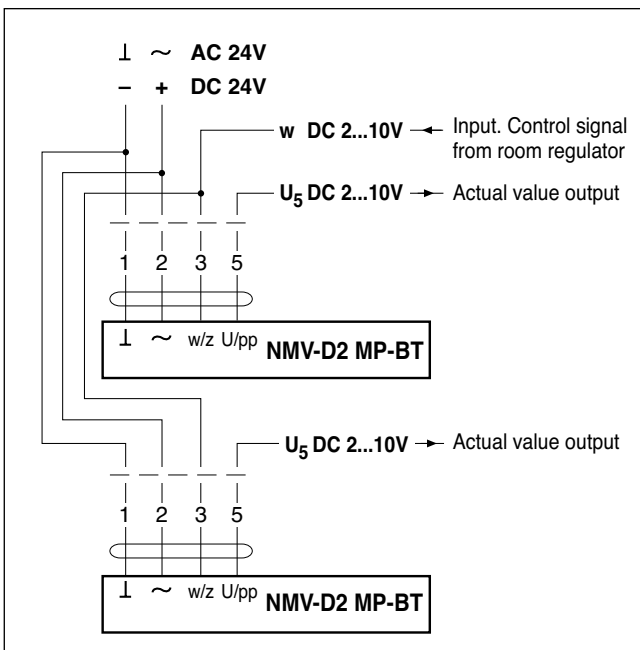 ⊥ ~ AC 24V
– + DC 24V
w DC 2...10V Input. Control signal
from room regulator
U5 DC 2...10V Actual value output
1 2 3 5
⊥ ~ w/z U/pp
NMV-D2 MP-BT
U5 DC 2...10V Actual value output
1 2 3 5
⊥ ~ w/z U/pp
NMV-D2 MP-BT